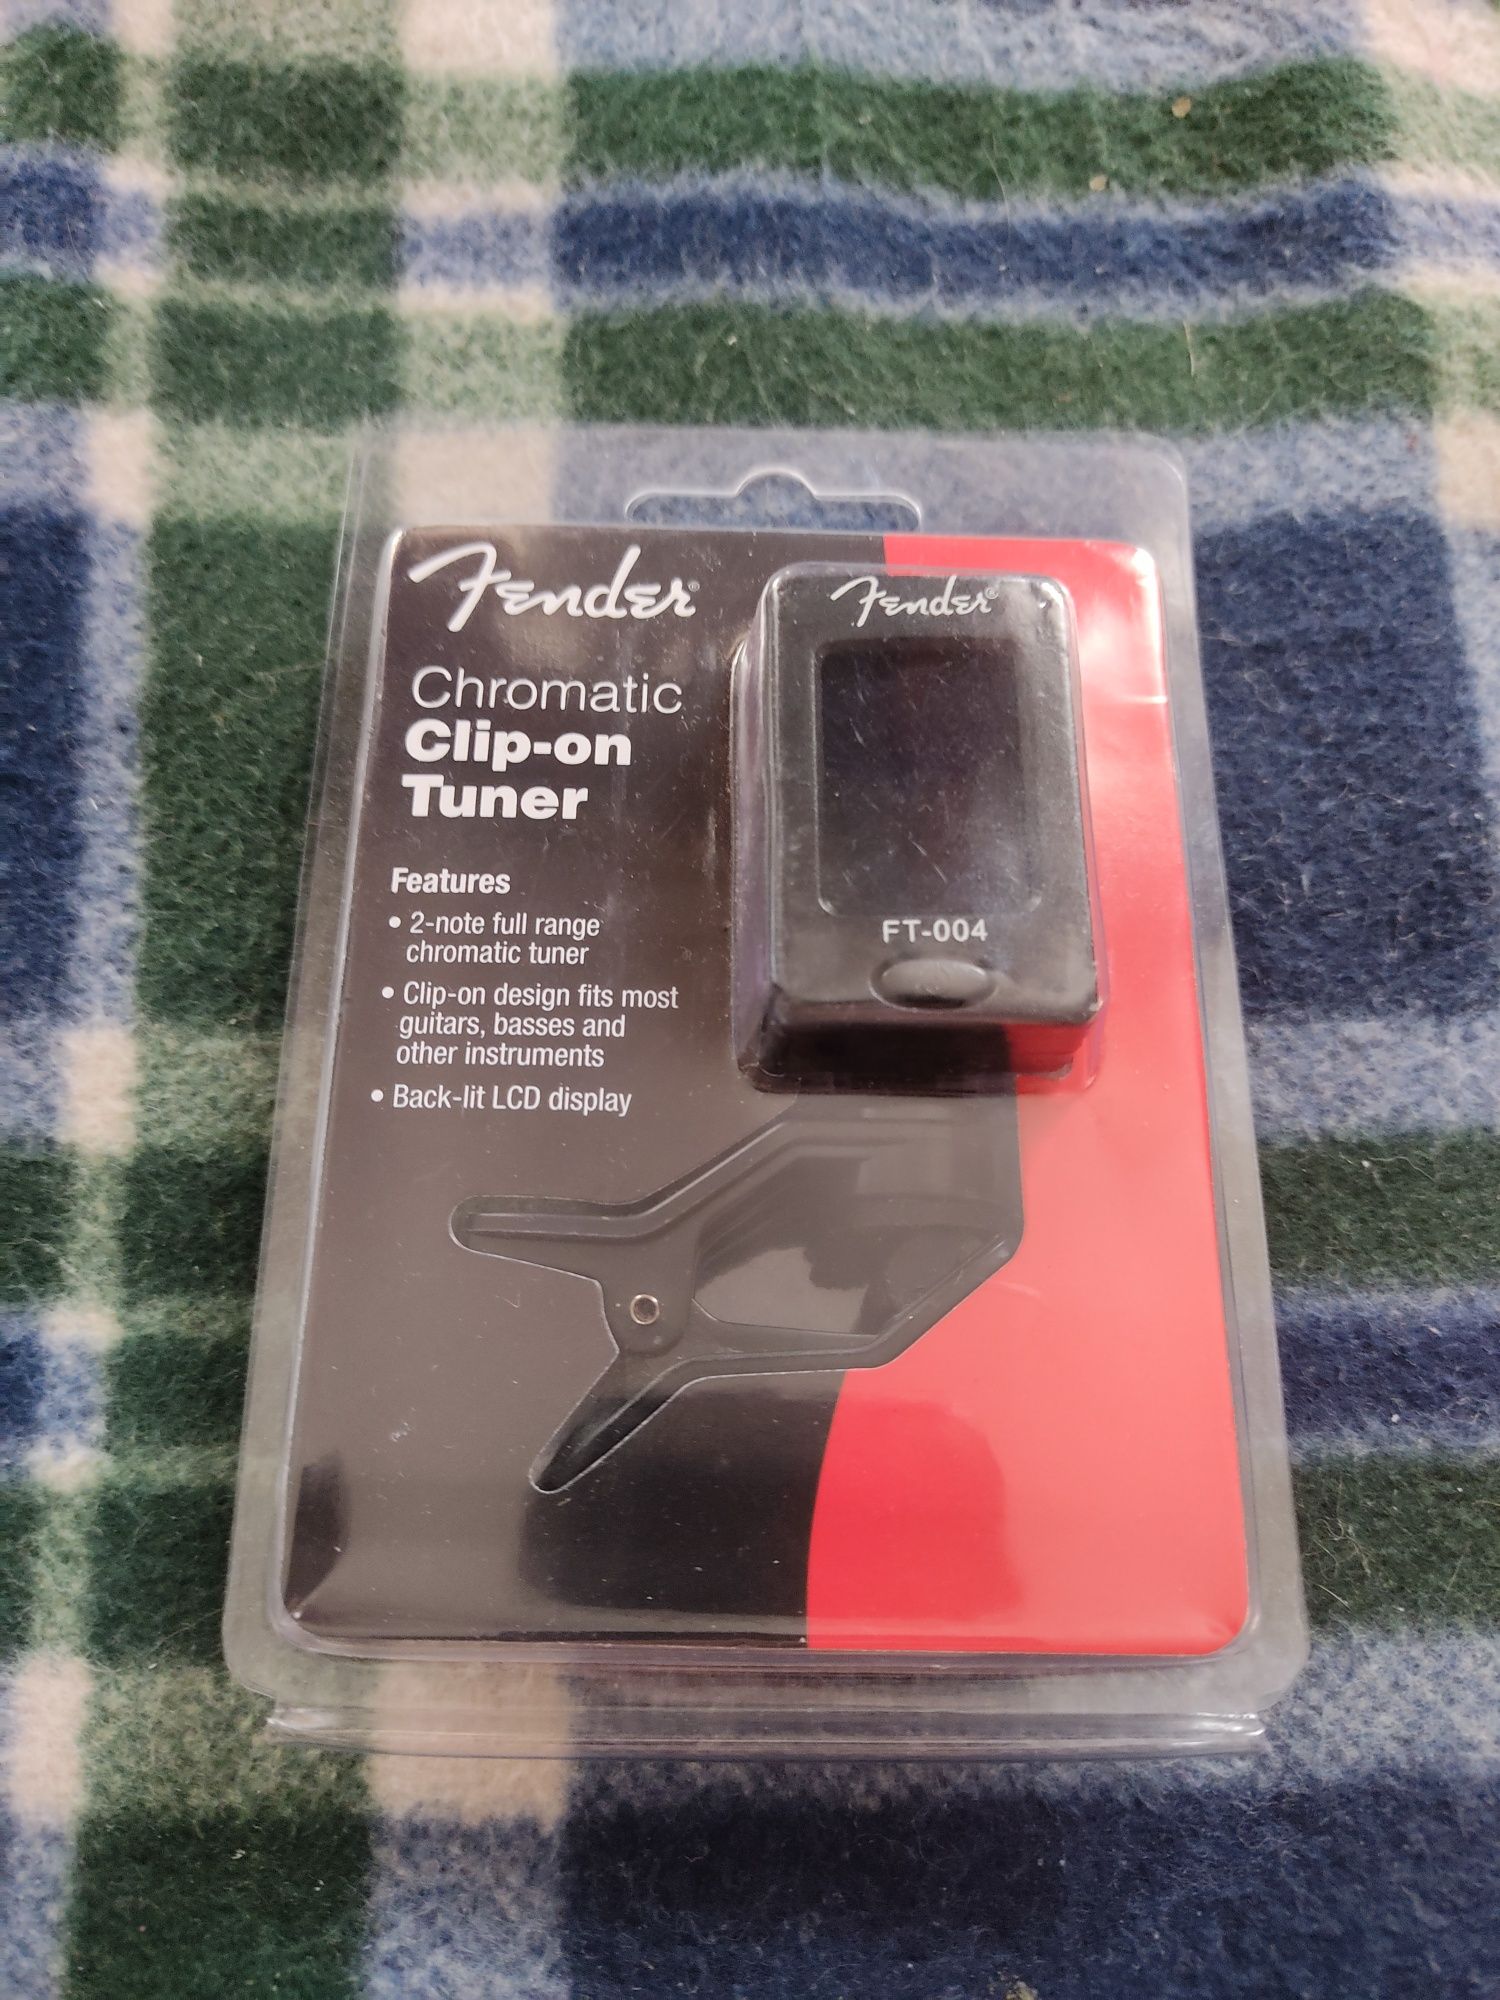 Fender®
Chromatic
Clip-on
Tuner
Features
• 2-note full range
chromatic tuner
• Clip-on design fits most
guitars, basses and
other instruments
• Back-lit LCD display
Fender®
FT-004